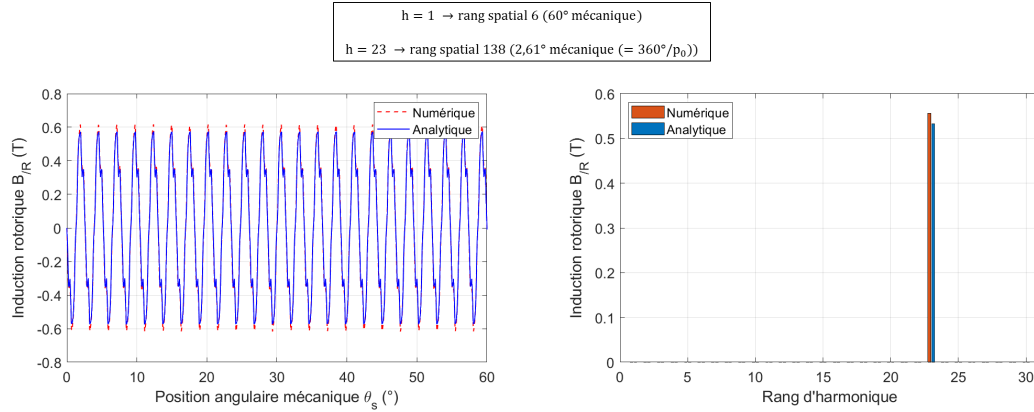 h = 1 → rang spatial 6 (60° mécanique)
h = 23 → rang spatial 138 (2,61° mécanique (= 360°/p₀))
0.8
0.6
0.4
0.2
0
-0.2
-0.4
-0.6
-0.8
Induction rotorique B/R (T)
Numérique
Analytique
0 10 20 30 40 50 60
Position angulaire mécanique θs (°)
0.6
0.5
0.4
0.3
0.2
0.1
0
Induction rotorique B/R (T)
Numérique
Analytique
0 5 10 15 20 25 30
Rang d'harmonique